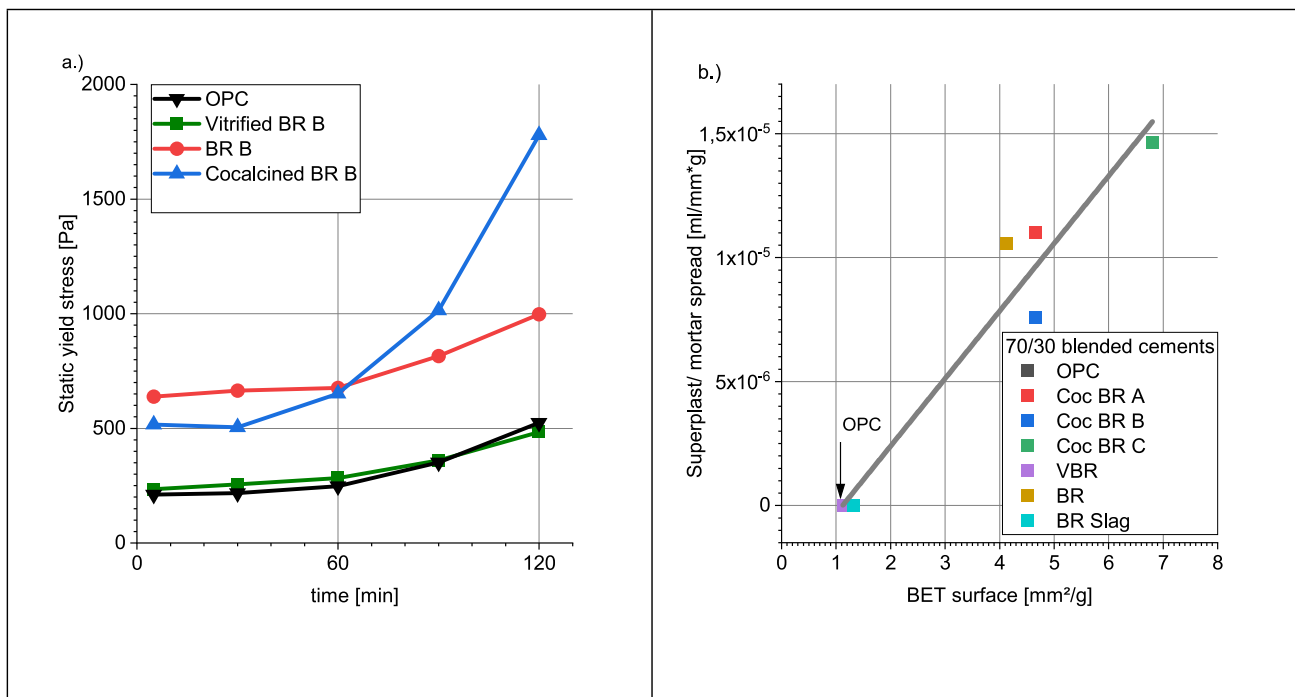 a.)
2000
1500
1000
500
0
Static yield stress [Pa]
OPC
Vitrified BR B
BR B
Cocalcined BR B
0
60
120
time [min]
b.)
1,5x10-5
1x10-5
5x10-6
0
Superplast/ mortar spread [ml/mm*g]
OPC
70/30 blended cements
OPC
Coc BR A
Coc BR B
Coc BR C
VBR
BR
BR Slag
0 1 2 3 4 5 6 7 8
BET surface [mm²/g]